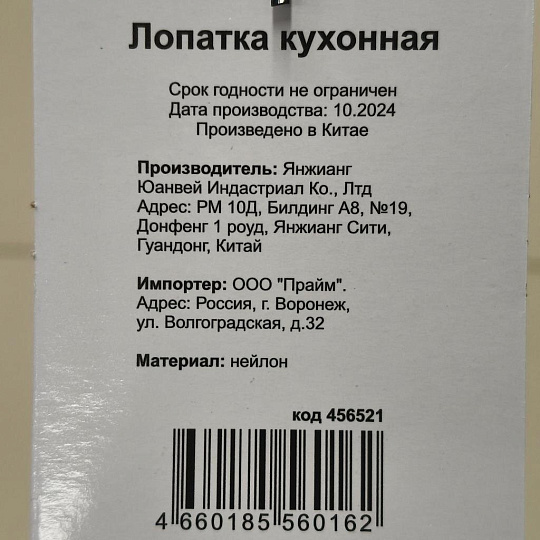 Лопатка кухонная
Срок годности не ограничен
Дата производства: 10.2024
Произведено в Китае
Производитель: Янжианг
Юанвей Индастриал Ко., Лтд
Адрес: РМ 10Д, Билдинг А8, №19,
Донфенг 1 роуд, Янжианг Сити,
Гуандонг, Китай
Импортер: ООО "Прайм".
Адрес: Россия, г. Воронеж,
ул. Волгоградская, д.32
Материал: нейлон
код 456521
4 660185 560162